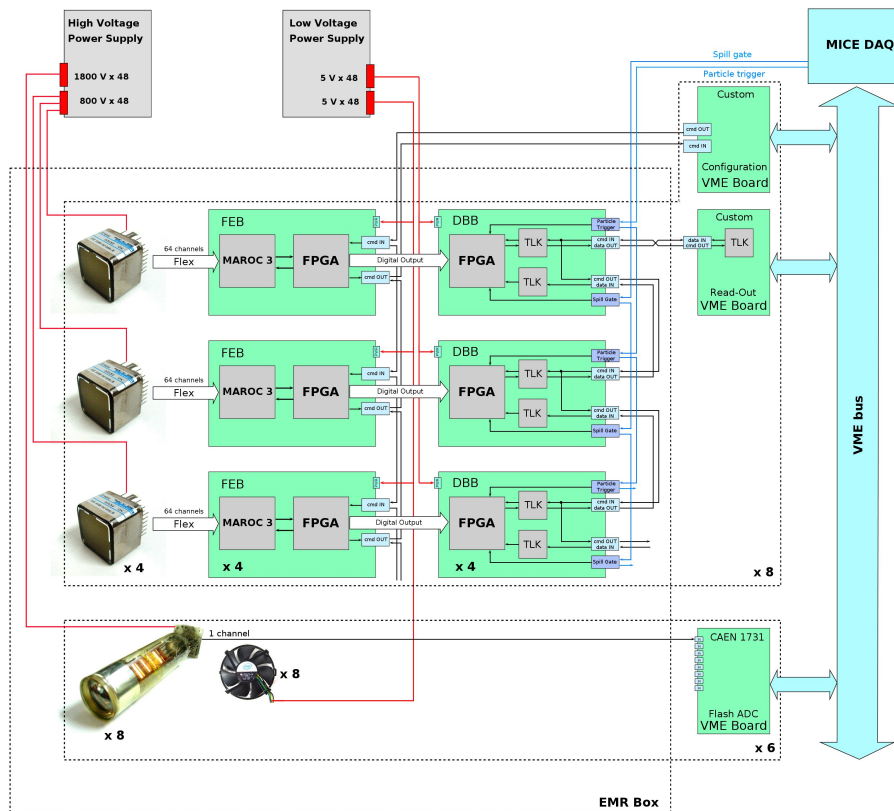 High Voltage
Power Supply
1800 V x 48
800 V x 48
Low Voltage
Power Supply
5 V x 48
5 V x 48
MICE DAQ
Spill gate
Particle trigger
Custom
cmd OUT
cmd IN
Configuration
VME Board
FEB
64 channels
Flex
MAROC 3
FPGA
cmd IN
cmd OUT
Digital Output
DBB
FPGA
TLK
TLK
Particle
Trigger
cmd IN
data OUT
cmd OUT
data IN
Spill Gate
Custom
data IN
cmd OUT
TLK
Read-Out
VME Board
FEB
64 channels
Flex
MAROC 3
FPGA
cmd IN
cmd OUT
Digital Output
DBB
FPGA
TLK
TLK
Particle
Trigger
cmd IN
data OUT
cmd OUT
data IN
Spill Gate
VME bus
FEB
64 channels
Flex
MAROC 3
FPGA
cmd IN
cmd OUT
Digital Output
DBB
FPGA
TLK
TLK
Particle
Trigger
cmd IN
data OUT
cmd OUT
data IN
Spill Gate
x 4
x 4
x 4
x 8
1 channel
x 8
x 8
CAEN 1731
Flash ADC
VME Board
x 6
EMR Box